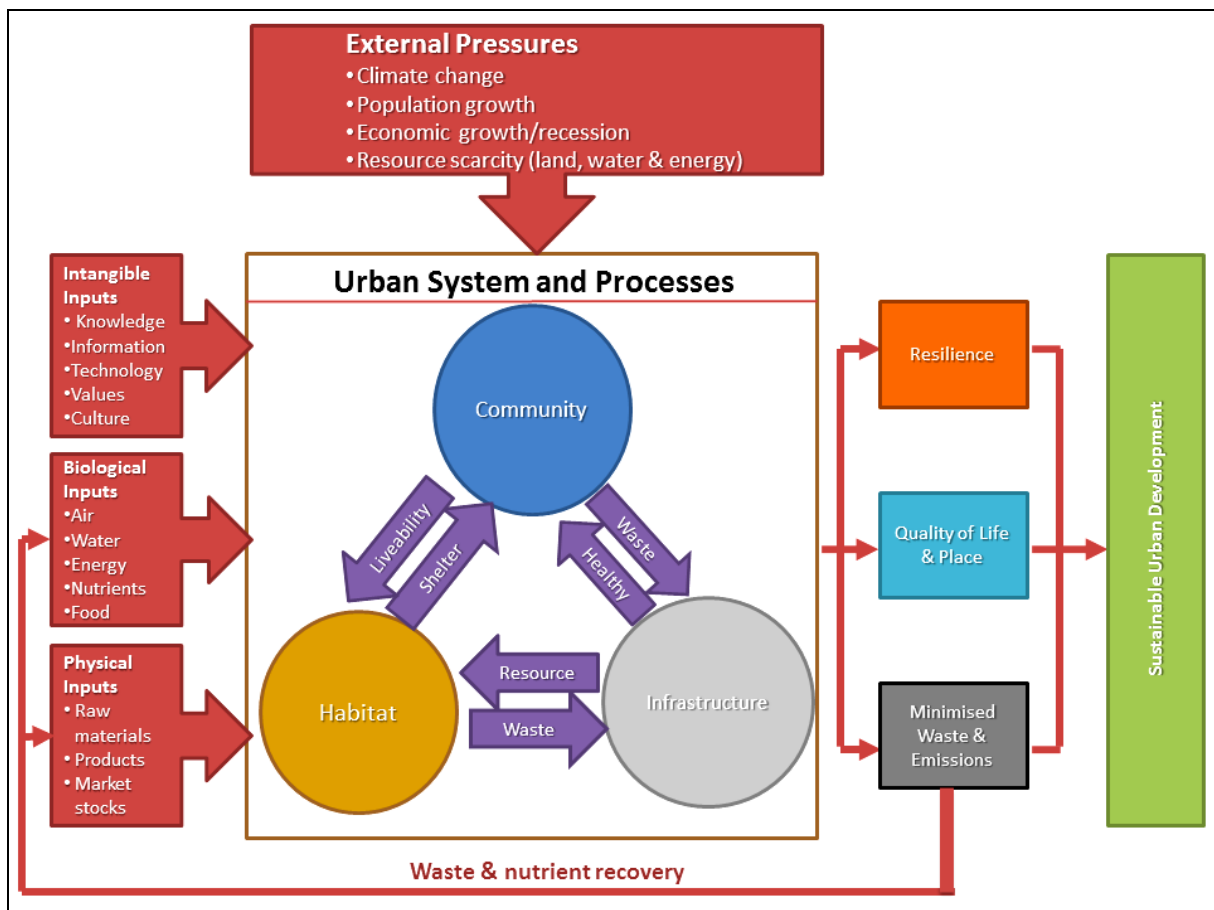 External Pressures
•Climate change
•Population growth
•Economic growth/recession
•Resource scarcity (land, water & energy)
Intangible
Inputs
• Knowledge
•Information
•Technology
•Values
•Culture
Biological
Inputs
•Air
•Water
•Energy
•Nutrients
•Food
Physical
Inputs
• Raw
materials
• Products
• Market
stocks
Urban System and Processes
Community
Liveability
Shelter
Waste
Healthy
Habitat
Resource
Waste
Infrastructure
Resilience
Quality of Life
& Place
Minimised
Waste &
Emissions
Sustainable Urban Development
Waste & nutrient recovery